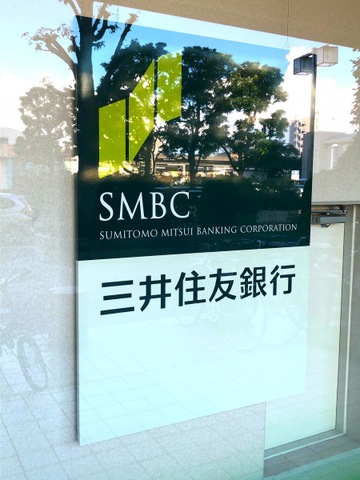 SMBC
SUMITOMO MITSUI BANKING CORPORATION
三井住友銀行